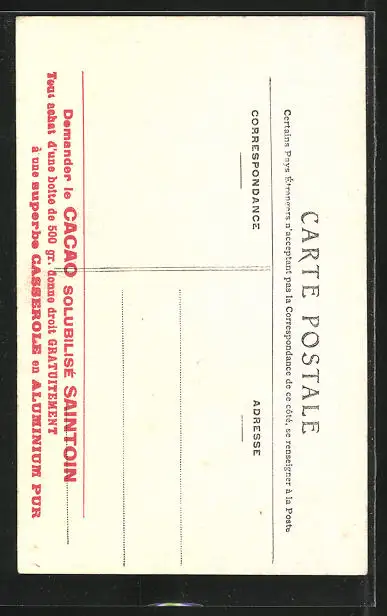 CARTE POSTALE
Certains Pays Étrangers n'acceptant pas la Correspondance de ce côté, se renseigner à la Poste
CORRESPONDANCE
ADRESSE
Demander le CACAO SOLUBILISÉ SAINTOIN
Tout achat d'une boîte de 500 gr. donne droit GRATUITEMENT
à une superbe CASSEROLE en ALUMINIUM PUR